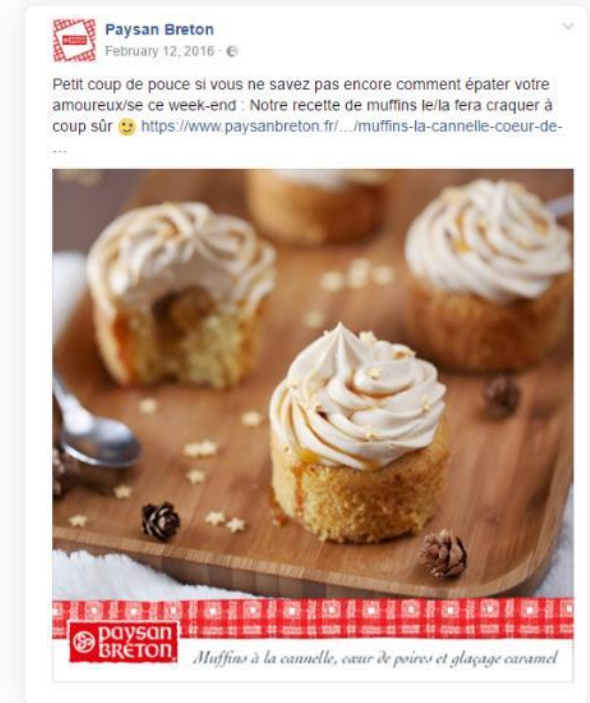 Paysan Breton
February 12, 2016 ·
Petit coup de pouce si vous ne savez pas encore comment épater votre
amoureux/se ce week-end : Notre recette de muffins le/la fera craquer à
coup sûr 😉 https://www.paysanbreton.fr/.../muffins-la-cannelle-coeur-de-
...
paysan
BRETON
Muffins à la cannelle, cœur de poires et glaçage caramel